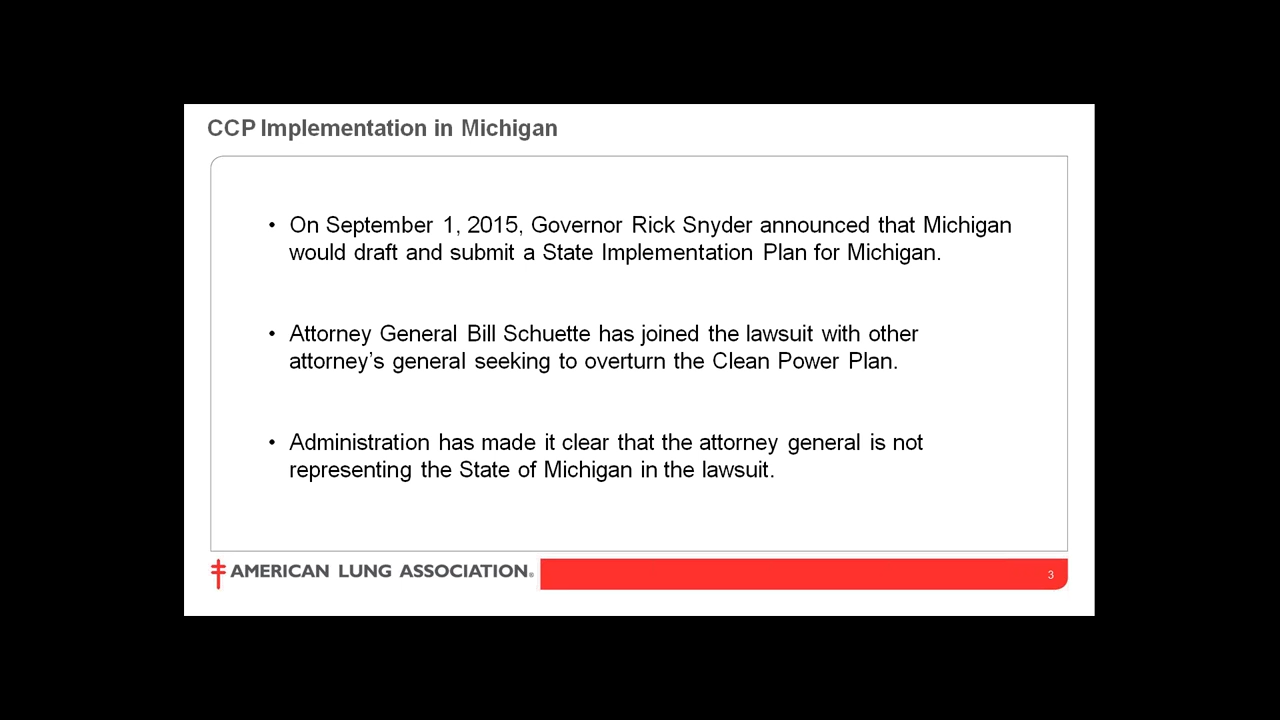 CCP Implementation in Michigan
• On September 1, 2015, Governor Rick Snyder announced that Michigan
would draft and submit a State Implementation Plan for Michigan.
• Attorney General Bill Schuette has joined the lawsuit with other
attorney’s general seeking to overturn the Clean Power Plan.
• Administration has made it clear that the attorney general is not
representing the State of Michigan in the lawsuit.
AMERICAN LUNG ASSOCIATION®
3